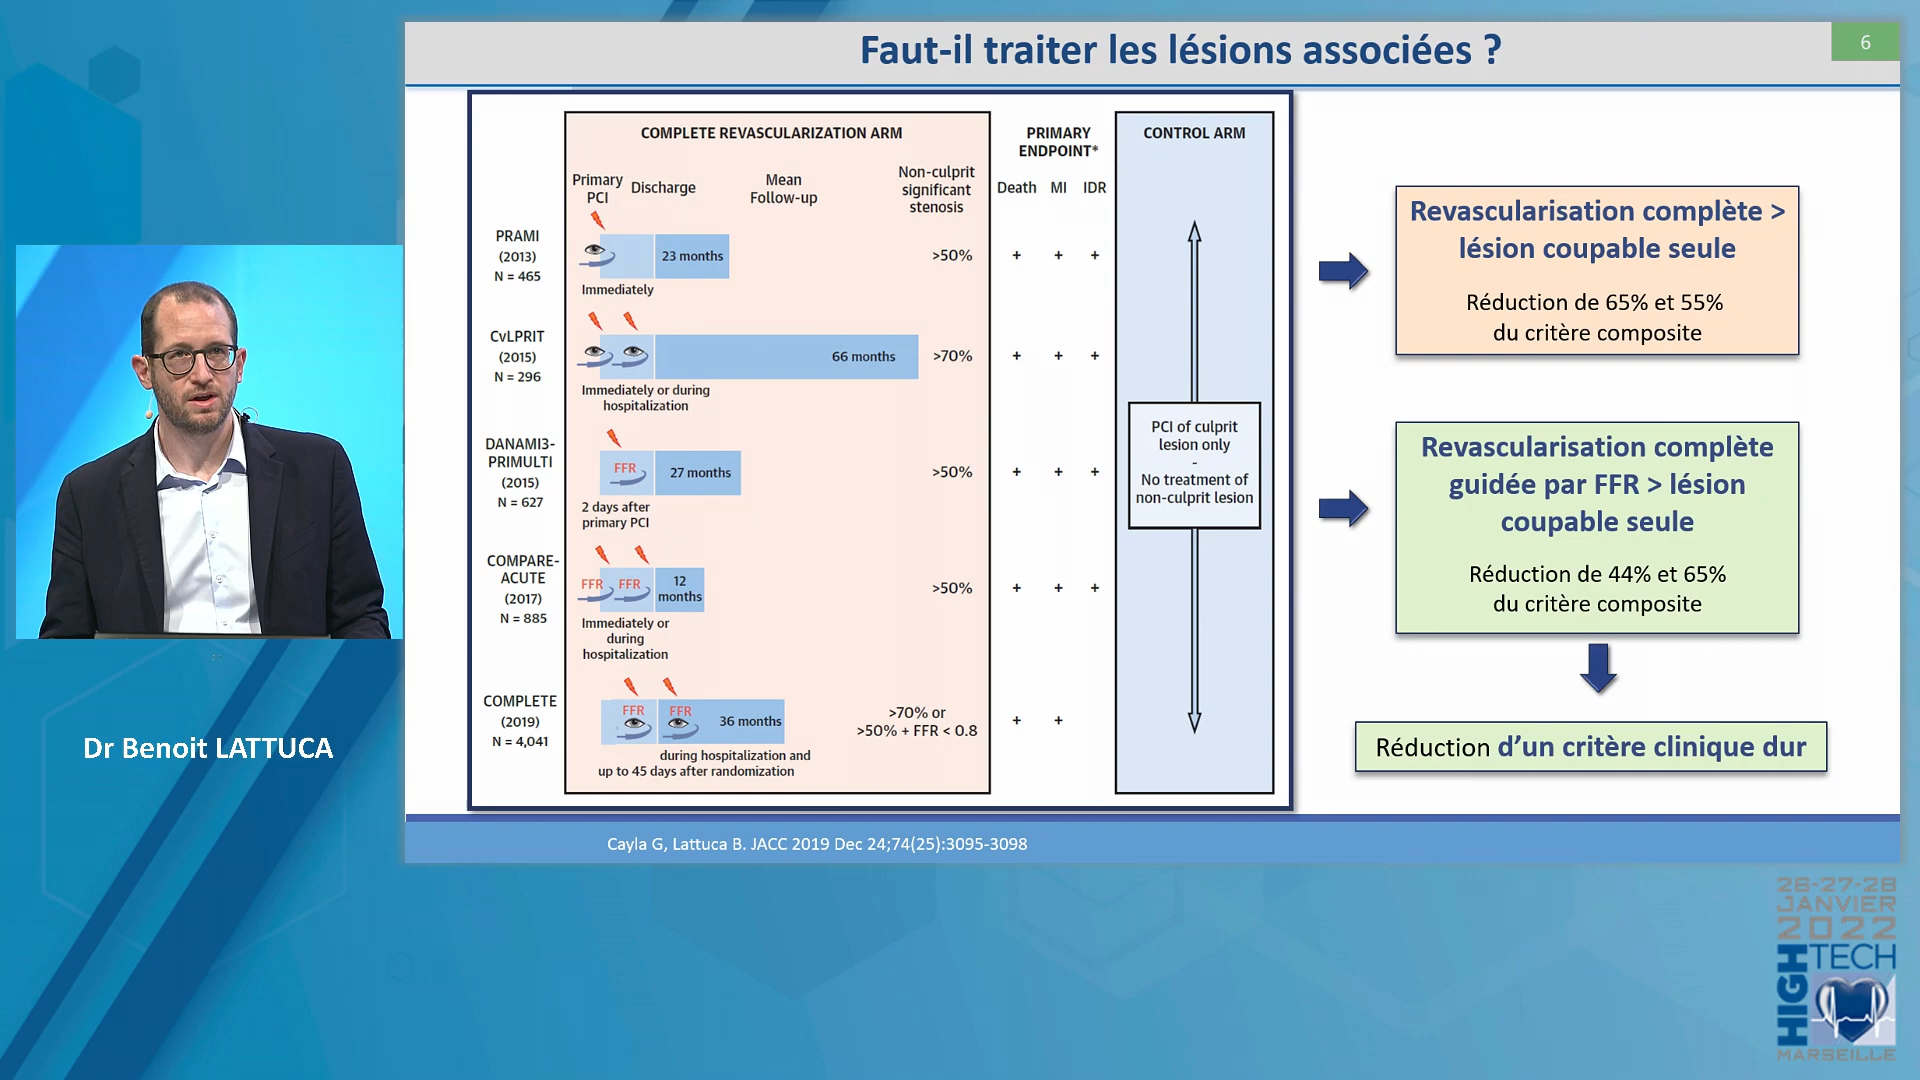 Faut-il traiter les lésions associées ?
6
COMPLETE REVASCULARIZATION ARM
PRIMARY
ENDPOINT*
CONTROL ARM
Primary
PCI
Discharge
Mean
Follow-up
Non-culprit
significant
stenosis
Death MI IDR
PRAMI
(2013)
N = 465
23 months
>50%
+ + +
Immediately
CvLPRIT
(2015)
N = 296
66 months
>70%
+ + +
Immediately or during
hospitalization
DANAMI3-
PRIMULTI
(2015)
N = 627
FFR
27 months
>50%
+ + +
2 days after
primary PCI
COMPARE-
ACUTE
(2017)
N = 885
FFR FFR
12
months
>50%
+ + +
Immediately or
during
hospitalization
COMPLETE
(2019)
N = 4,041
FFR FFR
36 months
>70% or
>50% + FFR < 0.8
+ +
during hospitalization and
up to 45 days after randomization
PCI of culprit
lesion only
-
No treatment of
non-culprit lesion
Revascularisation complète >
lésion coupable seule
Réduction de 65% et 55%
du critère composite
Revascularisation complète
guidée par FFR > lésion
coupable seule
Réduction de 44% et 65%
du critère composite
Réduction d'un critère clinique dur
Cayla G, Lattuca B. JACC 2019 Dec 24;74(25):3095-3098
Dr Benoit LATTUCA
26-27-28
JANVIER
2022
HIGH TECH
MARSEILLE